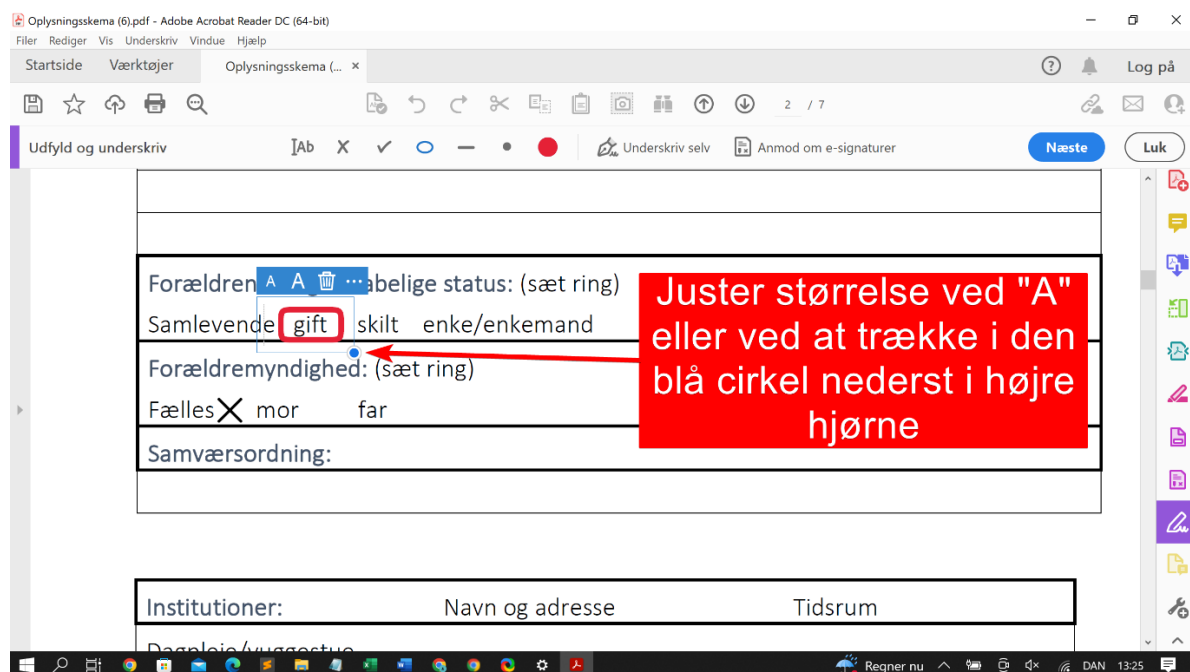 Oplysningsskema (6).pdf - Adobe Acrobat Reader DC (64-bit)
Filer Rediger Vis Underskriv Vindue Hjælp
Startside Værktøjer Oplysningsskema (... × Log på
2 / 7
Udfyld og underskriv Ab Underskriv selv Anmod om e-signaturer Næste Luk
Forældren A A ... abelige status: (sæt ring)
Samlevende gift skilt enke/enkemand
Forældremyndighed: (sæt ring)
Fælles X mor far
Samværsordning:
Juster størrelse ved "A"
eller ved at trække i den
blå cirkel nederst i højre
hjørne
Institutioner: Navn og adresse Tidsrum
Dagpleje/vuggestue
Regner nu DAN 13:25